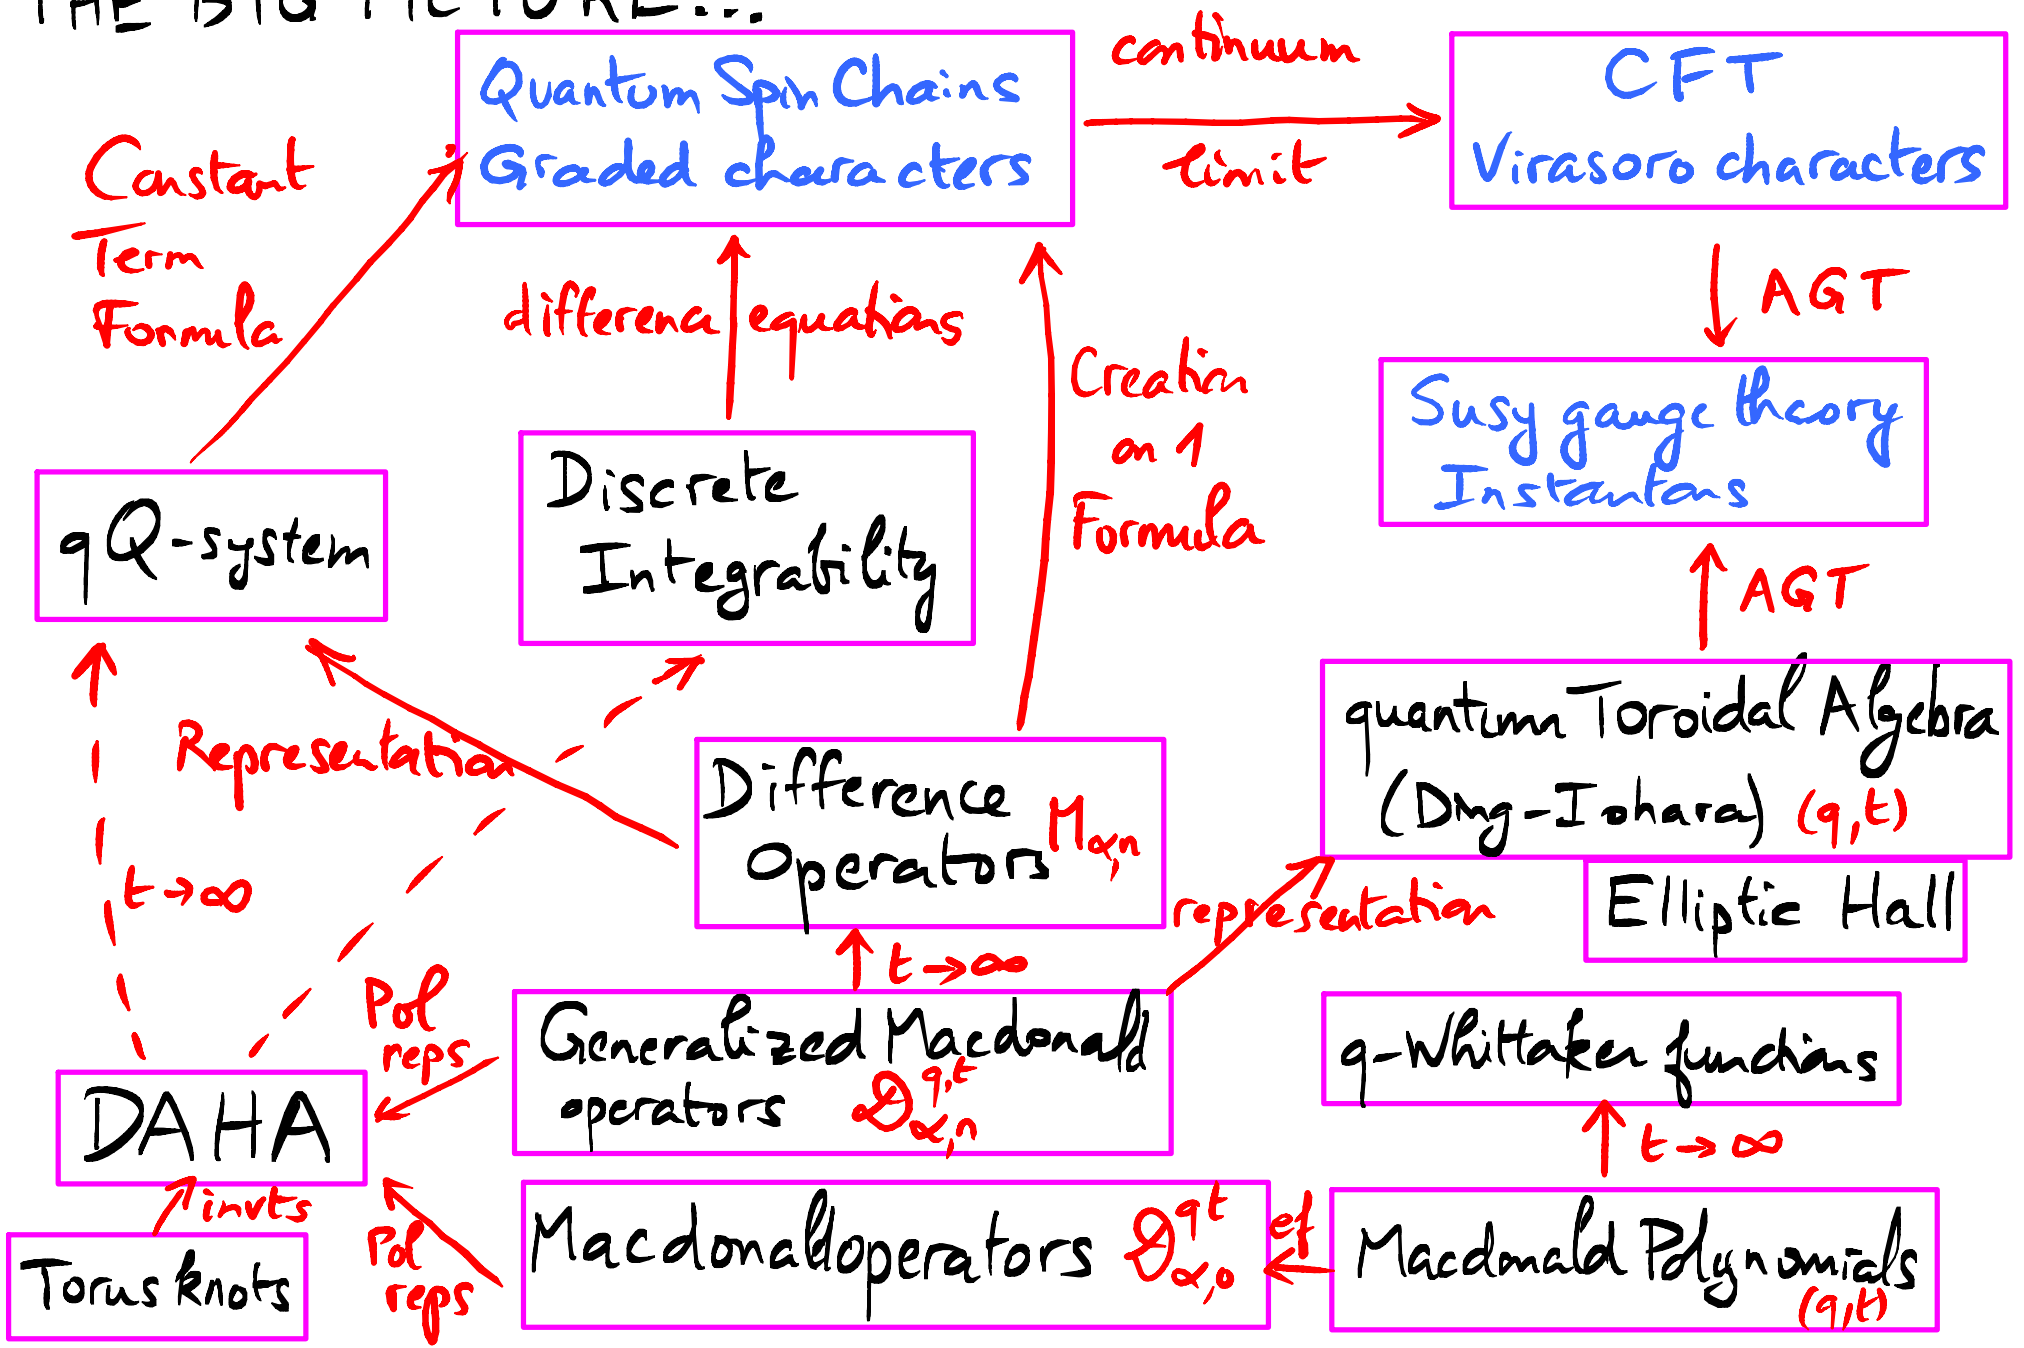 THE BIG PICTURE...
Quantum Spin Chains
Graded characters
continuum
limit
CFT
Virasoro characters
Constant
Term
Formula
difference equations
Creation
on 1
Formula
AGT
Susy gauge theory
Instantons
AGT
qQ-system
Discrete
Integrability
Representation
Difference
Operators M_{α,n}
quantum Toroidal Algebra
(Ding-Iohara) (q,t)
Elliptic Hall
representation
t→∞
t→∞
Pol
reps
Generalized Macdonald
operators 𝒟^{q,t}_{α,n}
q-Whittaker functions
t→∞
DAHA
invts
Torus knots
Pol
reps
Macdonald operators 𝒟^{q,t}_{α,0}
ef
Macdonald Polynomials
(q,t)